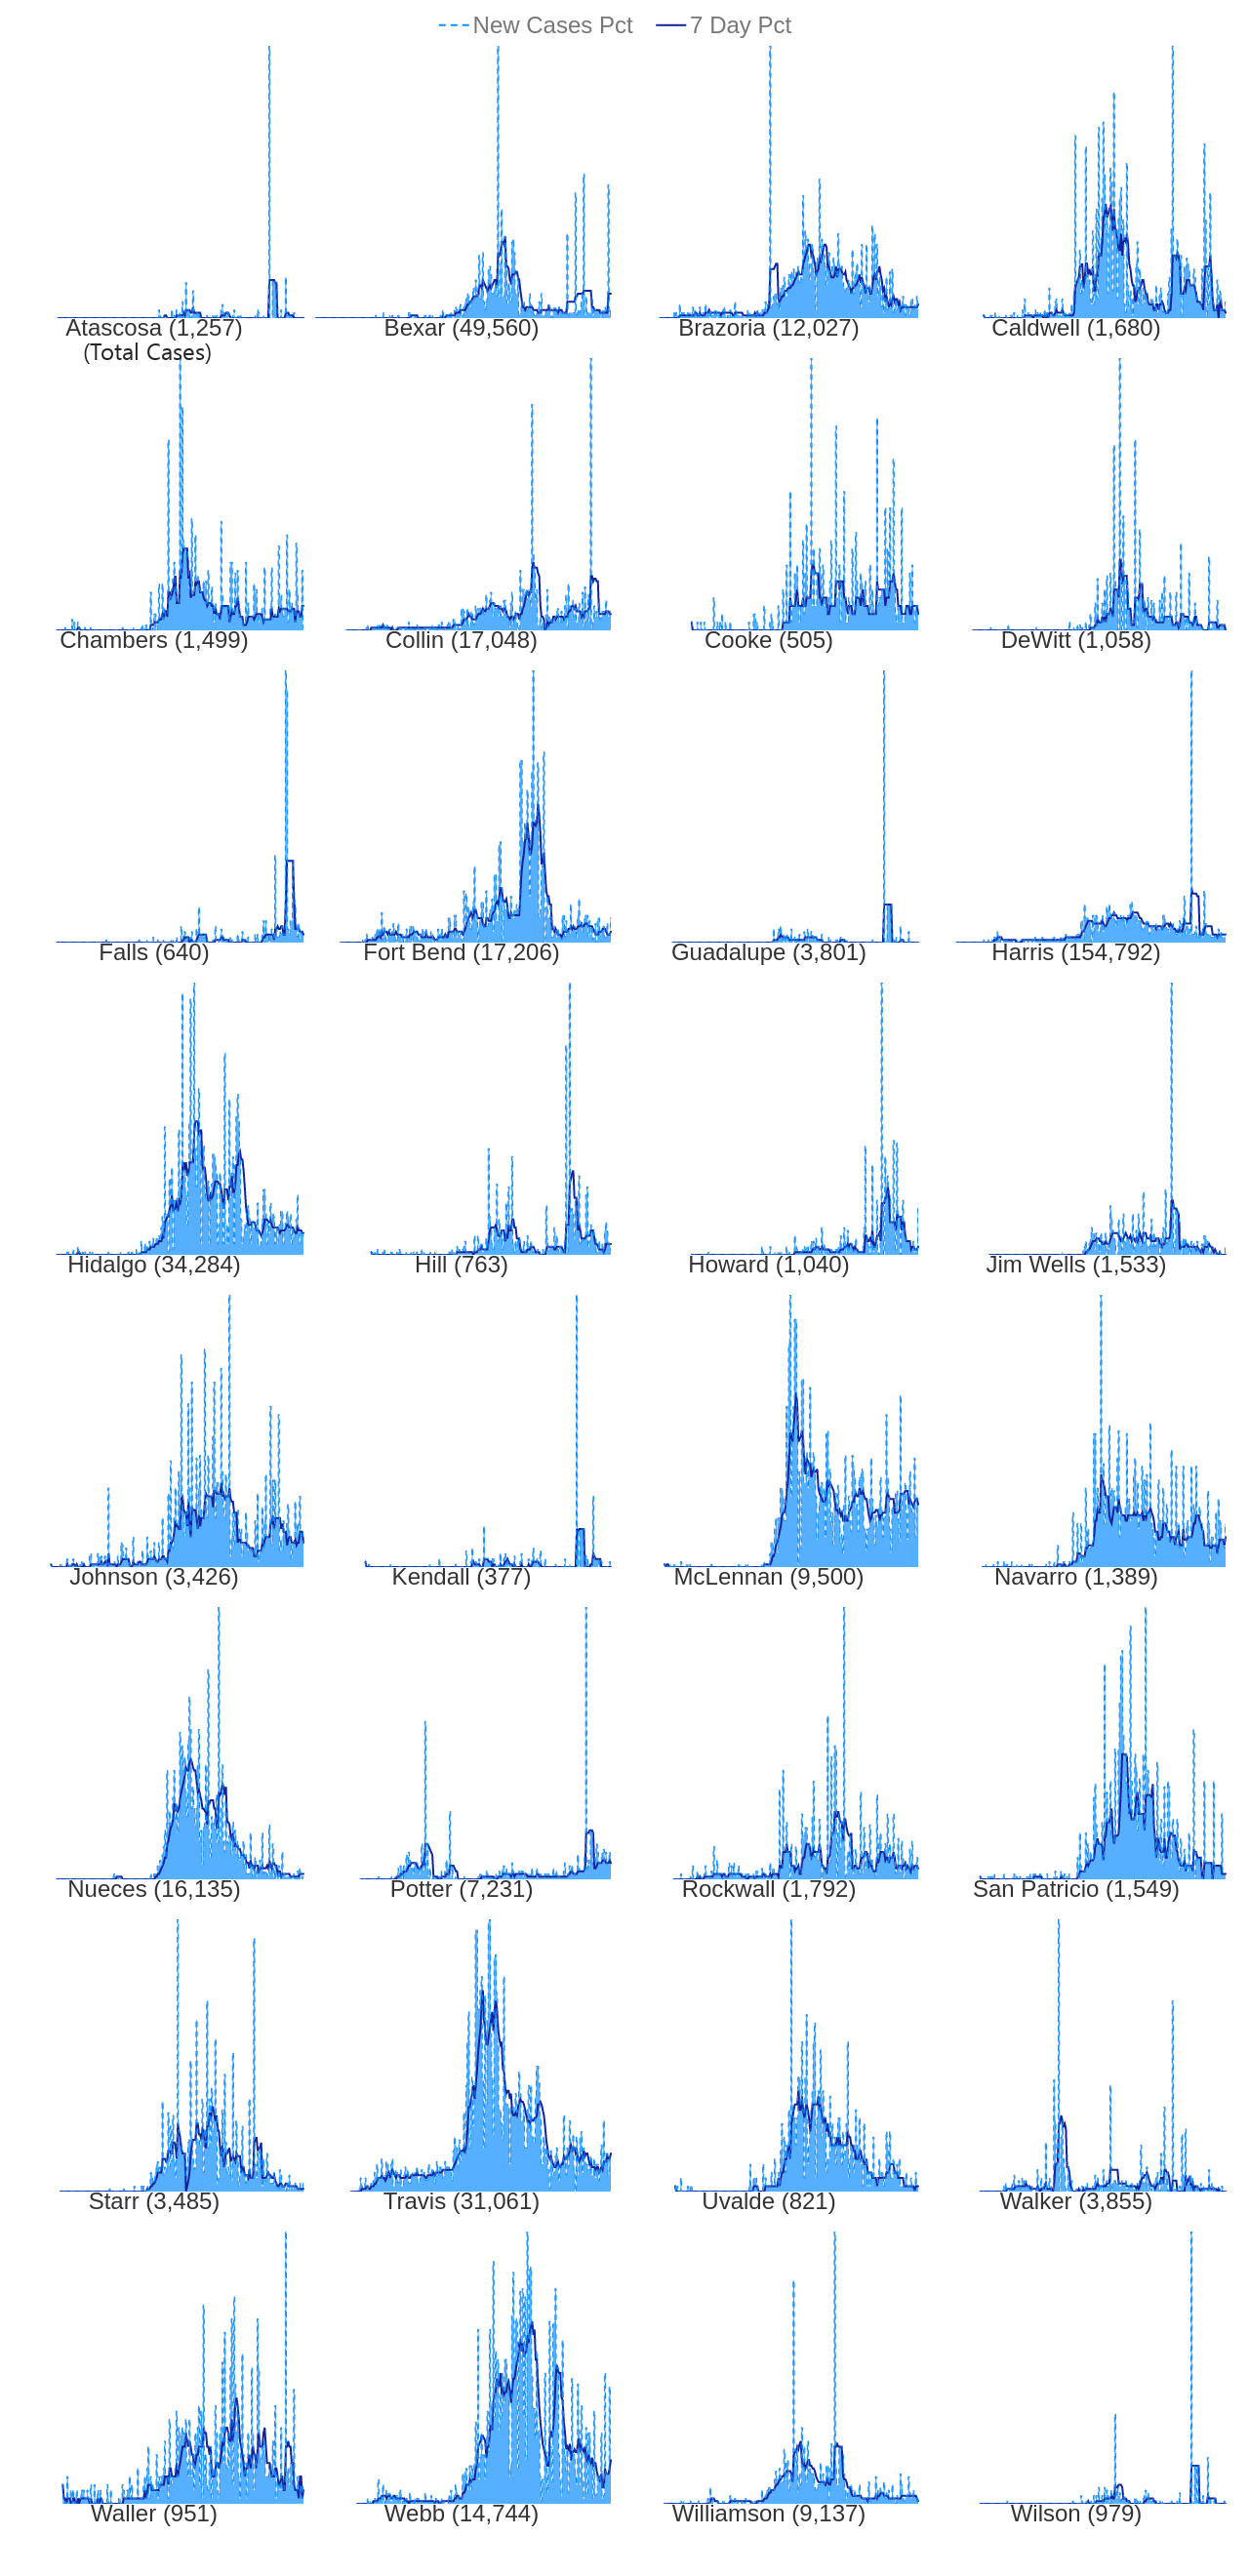 New Cases Pct 7 Day Pct
Atascosa (1,257) Bexar (49,560) Brazoria (12,027) Caldwell (1,680)
(Total Cases)
Chambers (1,499) Collin (17,048) Cooke (505) DeWitt (1,058)
Falls (640) Fort Bend (17,206) Guadalupe (3,801) Harris (154,792)
Hidalgo (34,284) Hill (763) Howard (1,040) Jim Wells (1,533)
Johnson (3,426) Kendall (377) McLennan (9,500) Navarro (1,389)
Nueces (16,135) Potter (7,231) Rockwall (1,792) San Patricio (1,549)
Starr (3,485) Travis (31,061) Uvalde (821) Walker (3,855)
Waller (951) Webb (14,744) Williamson (9,137) Wilson (979)